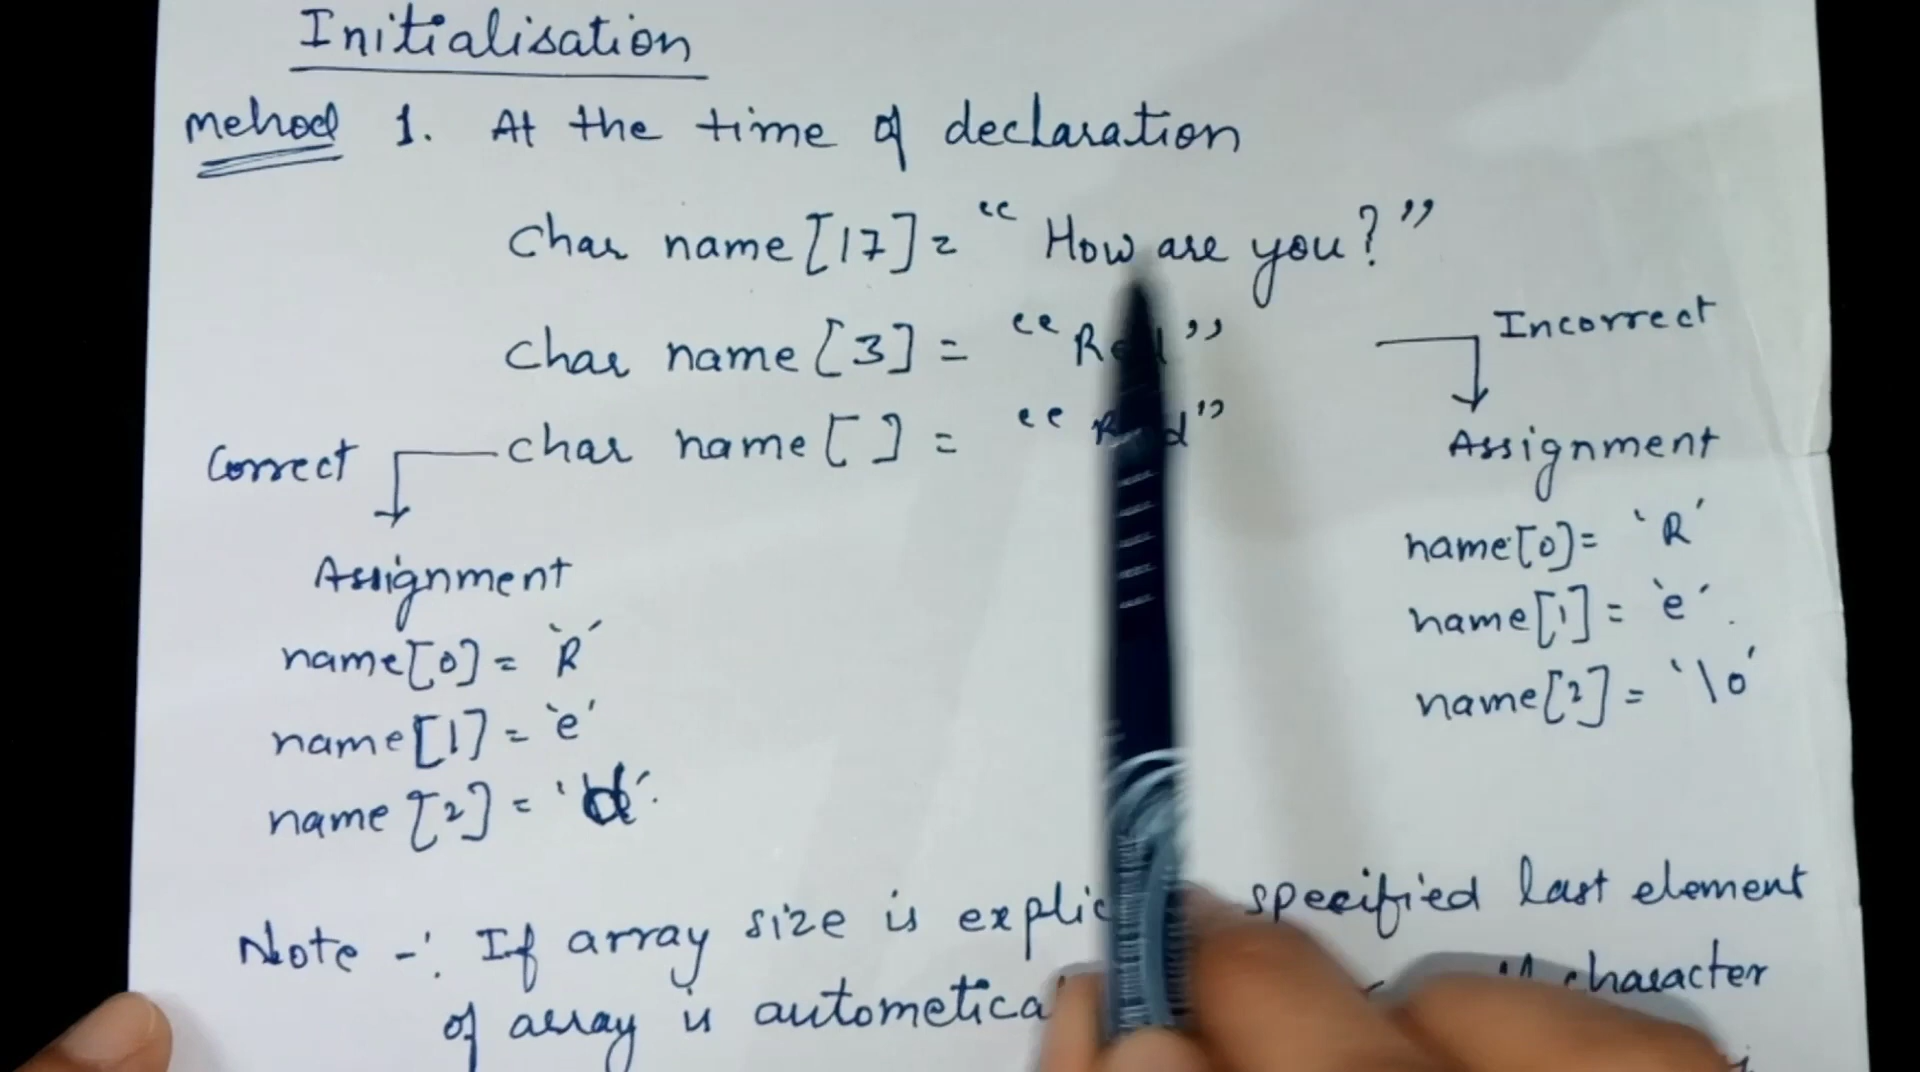 Initialisation
Mehod 1. At the time of declaration
char name [17] = "How are you?"
char name [3] = "Red"
Incorrect
char name [ ] = "Red"
Correct
Assignment
name[0] = 'R'
name[1] = 'e'.
name[2] = '\0'
Assignment
name[0] = 'R'
name[1] = 'e'
name [2] = 'd'.
Note -: If array size is specified last element
of array is character